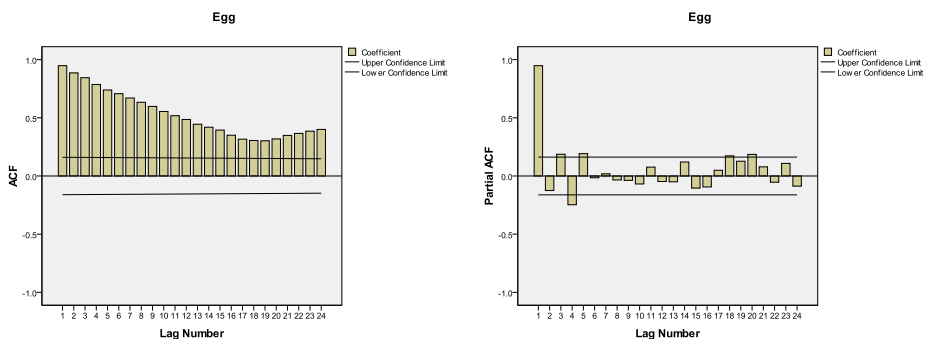 Egg
Coefficient
Upper Confidence Limit
Lower Confidence Limit
1.0
0.5
0.0
-0.5
-1.0
ACF
1 2 3 4 5 6 7 8 9 10 11 12 13 14 15 16 17 18 19 20 21 22 23 24
Lag Number
Egg
Coefficient
Upper Confidence Limit
Lower Confidence Limit
1.0
0.5
0.0
-0.5
-1.0
Partial ACF
1 2 3 4 5 6 7 8 9 10 11 12 13 14 15 16 17 18 19 20 21 22 23 24
Lag Number